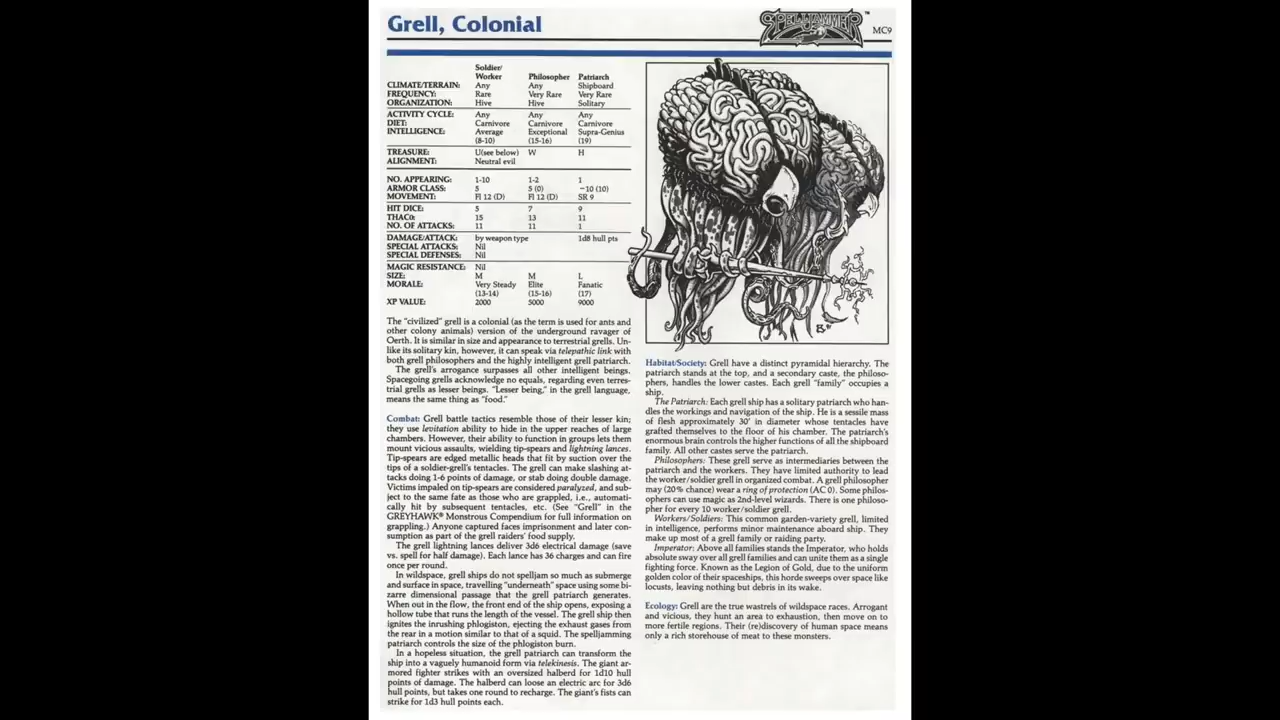 Grell, Colonial
SPELLJAMMER™
MC9
Soldier/
Worker Philosopher Patriarch
CLIMATE/TERRAIN: Any Any Shipboard
FREQUENCY: Rare Very Rare Very Rare
ORGANIZATION: Hive Hive Solitary
ACTIVITY CYCLE: Any Any Any
DIET: Carnivore Carnivore Carnivore
INTELLIGENCE: Average Exceptional Supra-Genius
(8-10) (15-16) (19)
TREASURE: U(see below) W H
ALIGNMENT: Neutral evil
NO. APPEARING: 1-10 1-2 1
ARMOR CLASS: 5 5 (0) −10 (10)
MOVEMENT: Fl 12 (D) Fl 12 (D) SR 9
HIT DICE: 5 7 9
THAC0: 15 13 11
NO. OF ATTACKS: 11 11 1
DAMAGE/ATTACK: by weapon type 1d8 hull pts
SPECIAL ATTACKS: Nil
SPECIAL DEFENSES: Nil
MAGIC RESISTANCE: Nil
SIZE: M M L
MORALE: Very Steady Elite Fanatic
(13-14) (15-16) (17)
XP VALUE: 2000 5000 9000
The "civilized" grell is a colonial (as the term is used for ants and
other colony animals) version of the underground ravager of
Oerth. It is similar in size and appearance to terrestrial grells. Un-
like its solitary kin, however, it can speak via telepathic link with
both grell philosophers and the highly intelligent grell patriarch.
The grell's arrogance surpasses all other intelligent beings.
Spacegoing grells acknowledge no equals, regarding even terres-
trial grells as lesser beings. "Lesser being," in the grell language,
means the same thing as "food."
Combat: Grell battle tactics resemble those of their lesser kin;
they use levitation ability to hide in the upper reaches of large
chambers. However, their ability to function in groups lets them
mount vicious assaults, wielding tip-spears and lightning lances.
Tip-spears are edged metallic heads that fit by suction over the
tips of a soldier-grell's tentacles. The grell can make slashing at-
tacks doing 1-6 points of damage, or stab doing double damage.
Victims impaled on tip-spears are considered paralyzed, and sub-
ject to the same fate as those who are grappled, i.e., automati-
cally hit by subsequent tentacles, etc. (See "Grell" in the
GREYHAWK® Monstrous Compendium for full information on
grappling.) Anyone captured faces imprisonment and later con-
sumption as part of the grell raiders' food supply.
The grell lightning lances deliver 3d6 electrical damage (save
vs. spell for half damage). Each lance has 36 charges and can fire
once per round.
In wildspace, grell ships do not spelljam so much as submerge
and surface in space, travelling "underneath" space using some bi-
zarre dimensional passage that the grell patriarch generates.
When out in the flow, the front end of the ship opens, exposing a
hollow tube that runs the length of the vessel. The grell ship then
ignites the inrushing phlogiston, ejecting the exhaust gases from
the rear in a motion similar to that of a squid. The spelljamming
patriarch controls the size of the phlogiston burn.
In a hopeless situation, the grell patriarch can transform the
ship into a vaguely humanoid form via telekinesis. The giant ar-
mored fighter strikes with an oversized halberd for 1d10 hull
points of damage. The halberd can loose an electric arc for 3d6
hull points, but takes one round to recharge. The giant's fists can
strike for 1d3 hull points each.
Habitat/Society: Grell have a distinct pyramidal hierarchy. The
patriarch stands at the top, and a secondary caste, the philoso-
phers, handles the lower castes. Each grell "family" occupies a
ship.
The Patriarch: Each grell ship has a solitary patriarch who han-
dles the workings and navigation of the ship. He is a sessile mass
of flesh approximately 30' in diameter whose tentacles have
grafted themselves to the floor of his chamber. The patriarch's
enormous brain controls the higher functions of all the shipboard
family. All other castes serve the patriarch.
Philosophers: These grell serve as intermediaries between the
patriarch and the workers. They have limited authority to lead
the worker/soldier grell in organized combat. A grell philosopher
may (20% chance) wear a ring of protection (AC 0). Some philos-
ophers can use magic as 2nd-level wizards. There is one philoso-
pher for every 10 worker/soldier grell.
Workers/Soldiers: This common garden-variety grell, limited
in intelligence, performs minor maintenance aboard ship. They
make up most of a grell family or raiding party.
Imperator: Above all families stands the Imperator, who holds
absolute sway over all grell families and can unite them as a single
fighting force. Known as the Legion of Gold, due to the uniform
golden color of their spaceships, this horde sweeps over space like
locusts, leaving nothing but debris in its wake.
Ecology: Grell are the true wastrels of wildspace races. Arrogant
and vicious, they hunt an area to exhaustion, then move on to
more fertile regions. Their (re)discovery of human space means
only a rich storehouse of meat to these monsters.